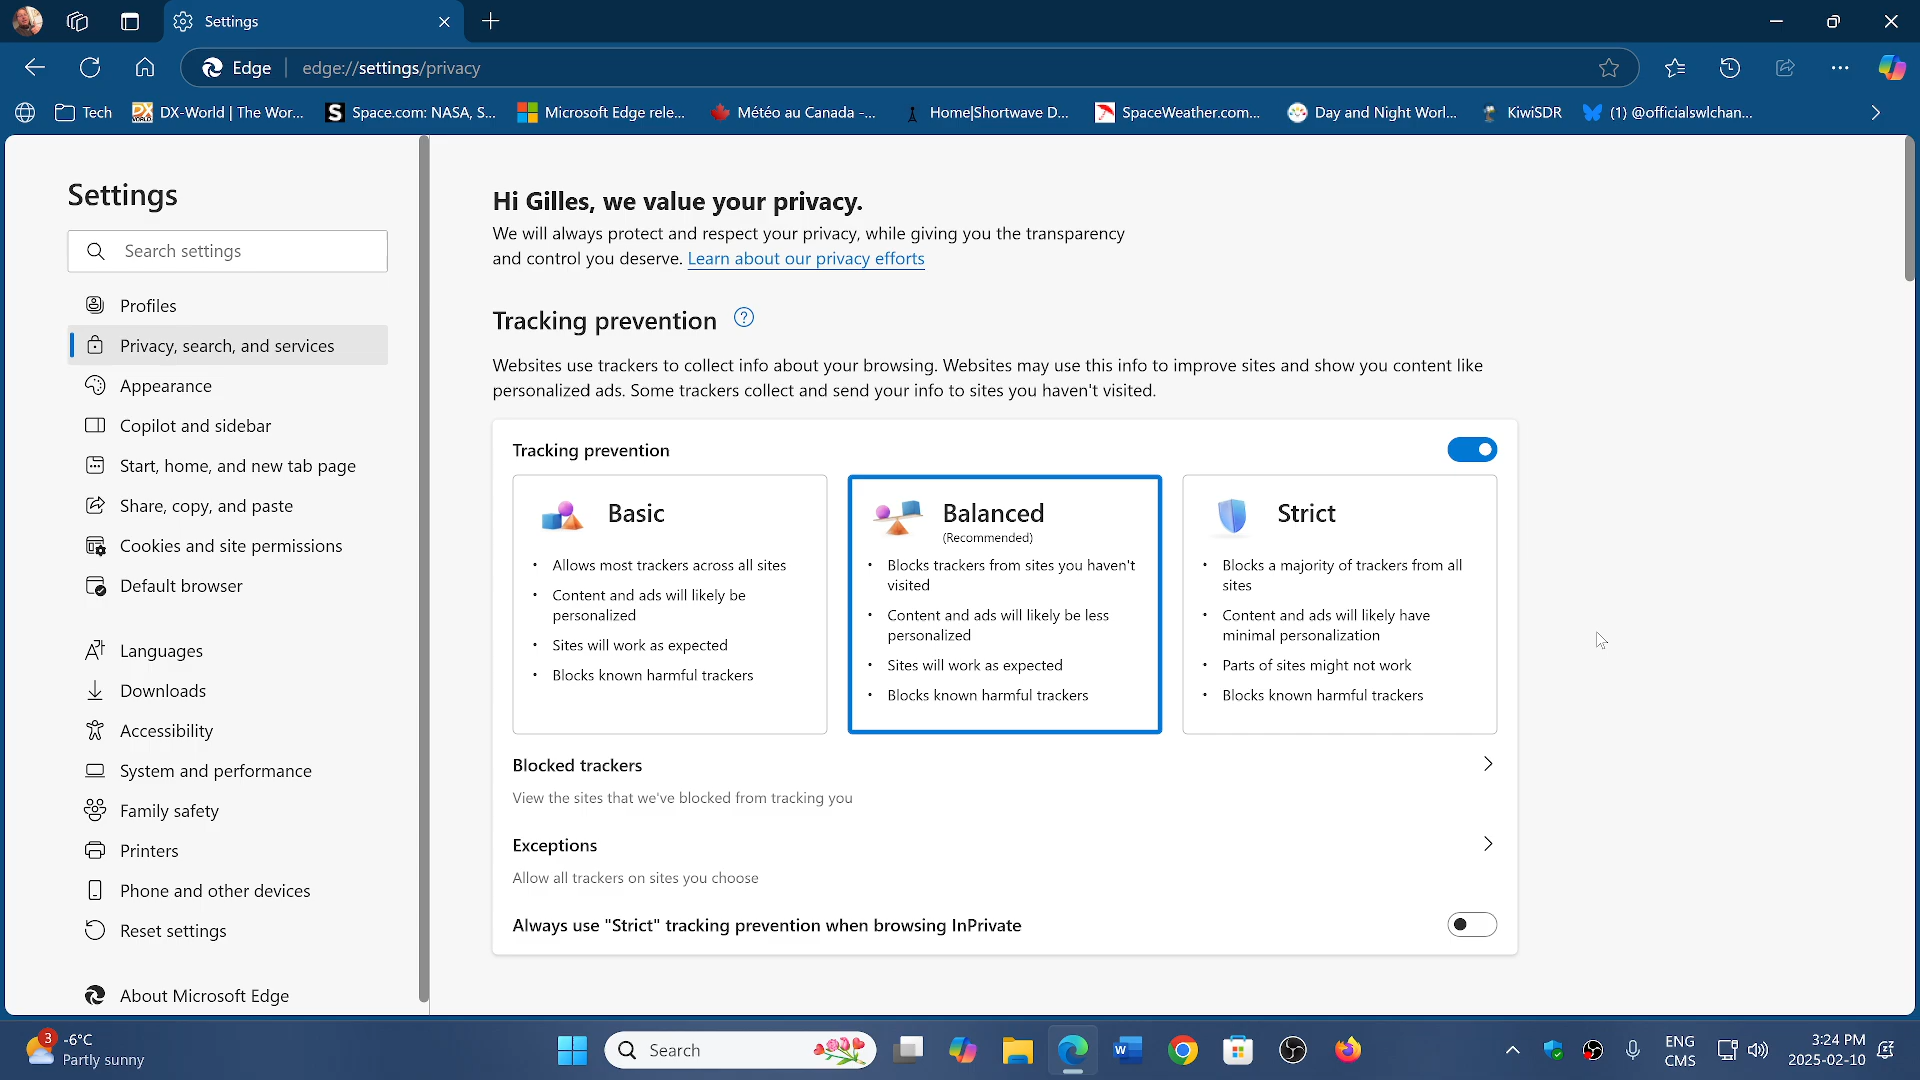 Settings
Edge
edge://settings/privacy
Tech
DX-World | The Wor...
Space.com: NASA, S...
Microsoft Edge rele...
Météo au Canada -...
Home|Shortwave D...
SpaceWeather.com...
Day and Night Worl...
KiwiSDR
(1) @officialswlchan...
Settings
Search settings
Profiles
Privacy, search, and services
Appearance
Copilot and sidebar
Start, home, and new tab page
Share, copy, and paste
Cookies and site permissions
Default browser
Languages
Downloads
Accessibility
System and performance
Family safety
Printers
Phone and other devices
Reset settings
About Microsoft Edge
Hi Gilles, we value your privacy.
We will always protect and respect your privacy, while giving you the transparency
and control you deserve. Learn about our privacy efforts
Tracking prevention
Websites use trackers to collect info about your browsing. Websites may use this info to improve sites and show you content like
personalized ads. Some trackers collect and send your info to sites you haven't visited.
Tracking prevention
Basic
• Allows most trackers across all sites
• Content and ads will likely be
personalized
• Sites will work as expected
• Blocks known harmful trackers
Balanced
(Recommended)
• Blocks trackers from sites you haven't
visited
• Content and ads will likely be less
personalized
• Sites will work as expected
• Blocks known harmful trackers
Strict
• Blocks a majority of trackers from all
sites
• Content and ads will likely have
minimal personalization
• Parts of sites might not work
• Blocks known harmful trackers
Blocked trackers
View the sites that we've blocked from tracking you
Exceptions
Allow all trackers on sites you choose
Always use "Strict" tracking prevention when browsing InPrivate
3
-6°C
Partly sunny
Search
ENG
CMS
3:24 PM
2025-02-10